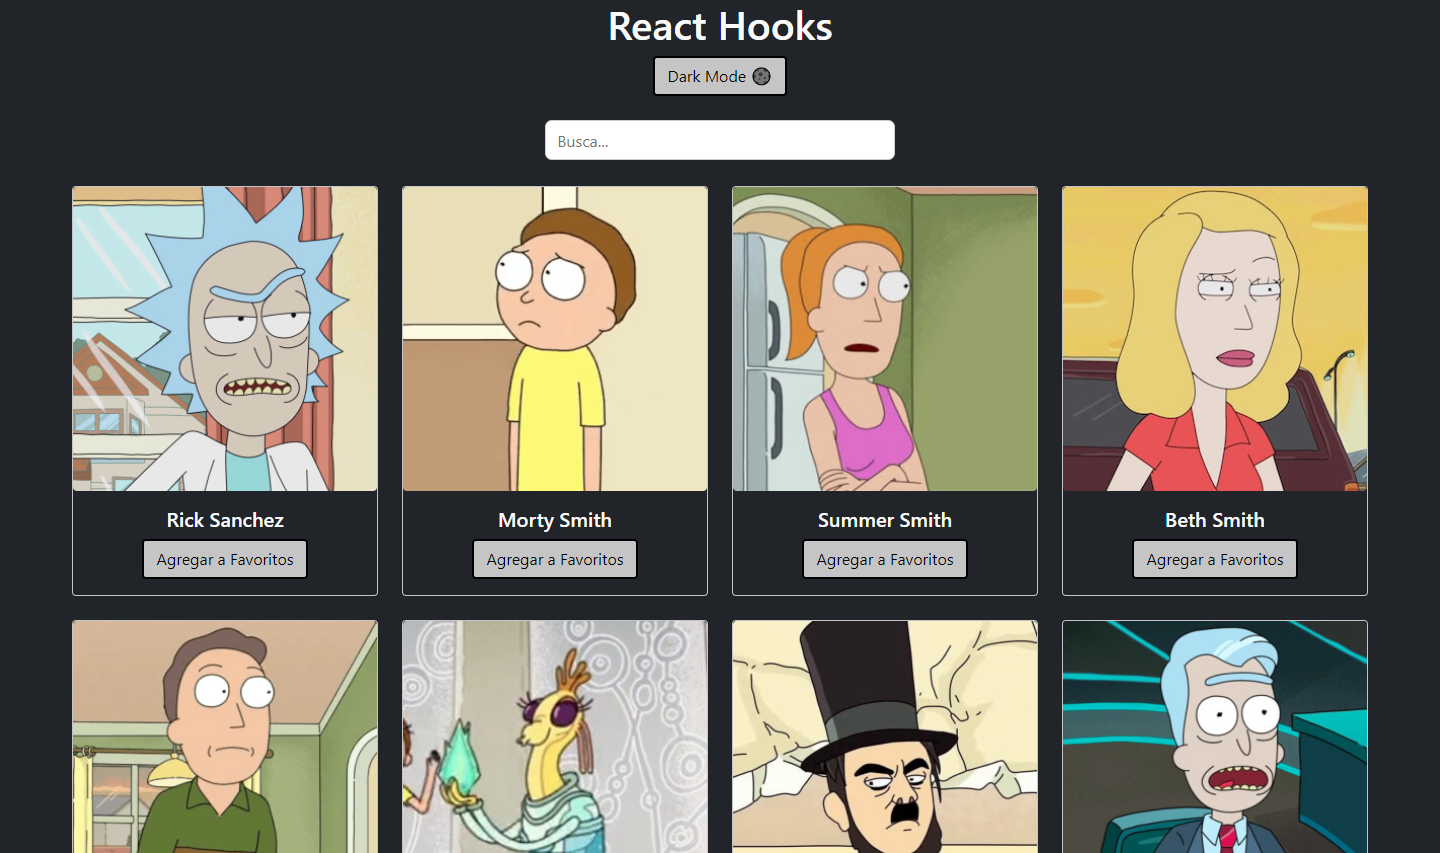 React Hooks
Dark Mode 🌚
Busca...
Rick Sanchez
Morty Smith
Summer Smith
Beth Smith
Agregar a Favoritos
Agregar a Favoritos
Agregar a Favoritos
Agregar a Favoritos